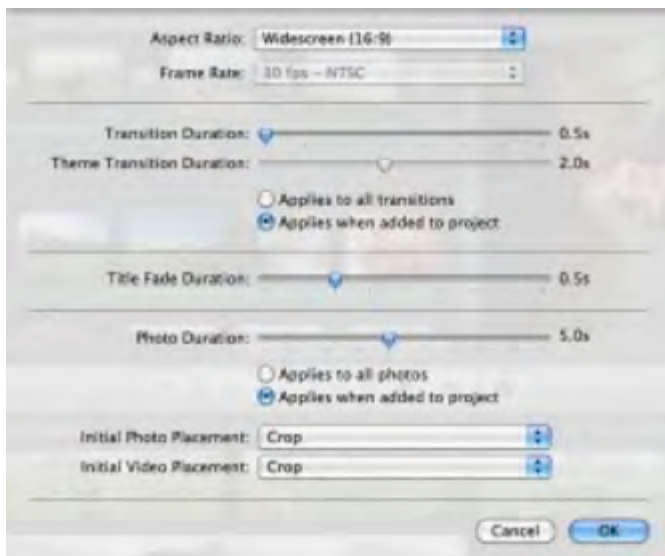 Aspect Ratio: Widescreen (16:9)
Frame Rate: 30 fps – NTSC
Transition Duration: 0.5s
Theme Transition Duration: 2.0s
Applies to all transitions
Applies when added to project
Title Fade Duration: 0.5s
Photo Duration: 5.0s
Applies to all photos
Applies when added to project
Initial Photo Placement: Crop
Initial Video Placement: Crop
Cancel OK